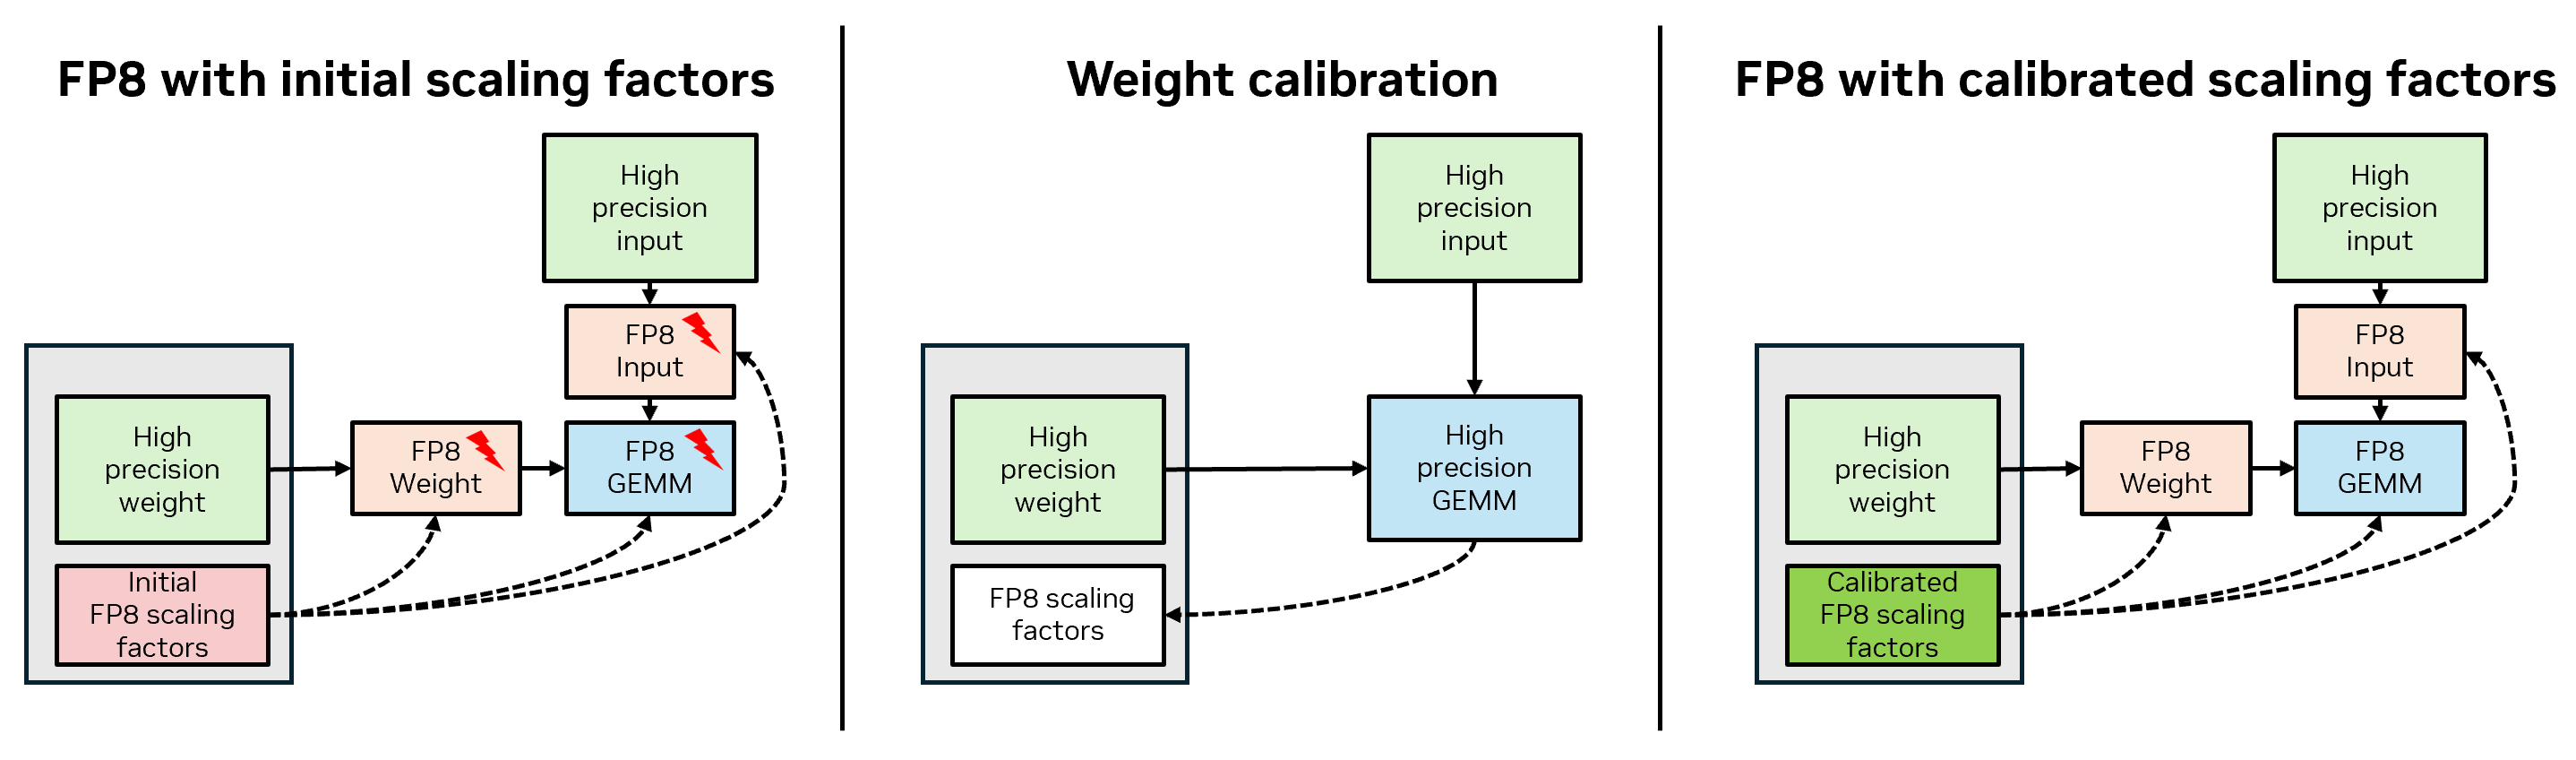 FP8 with initial scaling factors
High
precision
input
FP8
Input
High
precision
weight
FP8
Weight
FP8
GEMM
Initial
FP8 scaling
factors
Weight calibration
High
precision
input
High
precision
weight
High
precision
GEMM
FP8 scaling
factors
FP8 with calibrated scaling factors
High
precision
input
FP8
Input
High
precision
weight
FP8
Weight
FP8
GEMM
Calibrated
FP8 scaling
factors